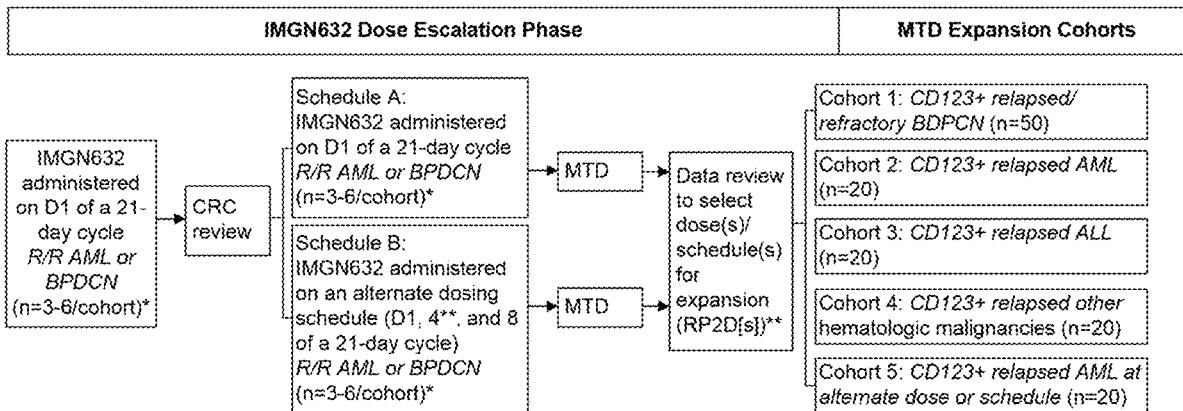 IMGN632 Dose Escalation Phase
MTD Expansion Cohorts
IMGN632
administered
on D1 of a 21-
day cycle
R/R AML or
BPDCN
(n=3-6/cohort)*
CRC
review
Schedule A:
IMGN632 administered
on D1 of a 21-day cycle
R/R AML or BPDCN
(n=3-6/cohort)*
Schedule B:
IMGN632 administered
on an alternate dosing
schedule (D1, 4**, and 8
of a 21-day cycle)
R/R AML or BPDCN
(n=3-6/cohort)*
MTD
MTD
Data review
to select
dose(s)/
schedule(s)
for
expansion
(RP2D[s])**
Cohort 1: CD123+ relapsed/
refractory BDPCN (n=50)
Cohort 2: CD123+ relapsed AML
(n=20)
Cohort 3: CD123+ relapsed ALL
(n=20)
Cohort 4: CD123+ relapsed other
hematologic malignancies (n=20)
Cohort 5: CD123+ relapsed AML at
alternate dose or schedule (n=20)